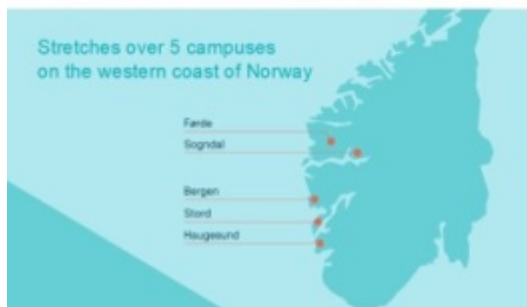 Stretches over 5 campuses
on the western coast of Norway
Førde
Sogndal
Bergen
Stord
Haugesund